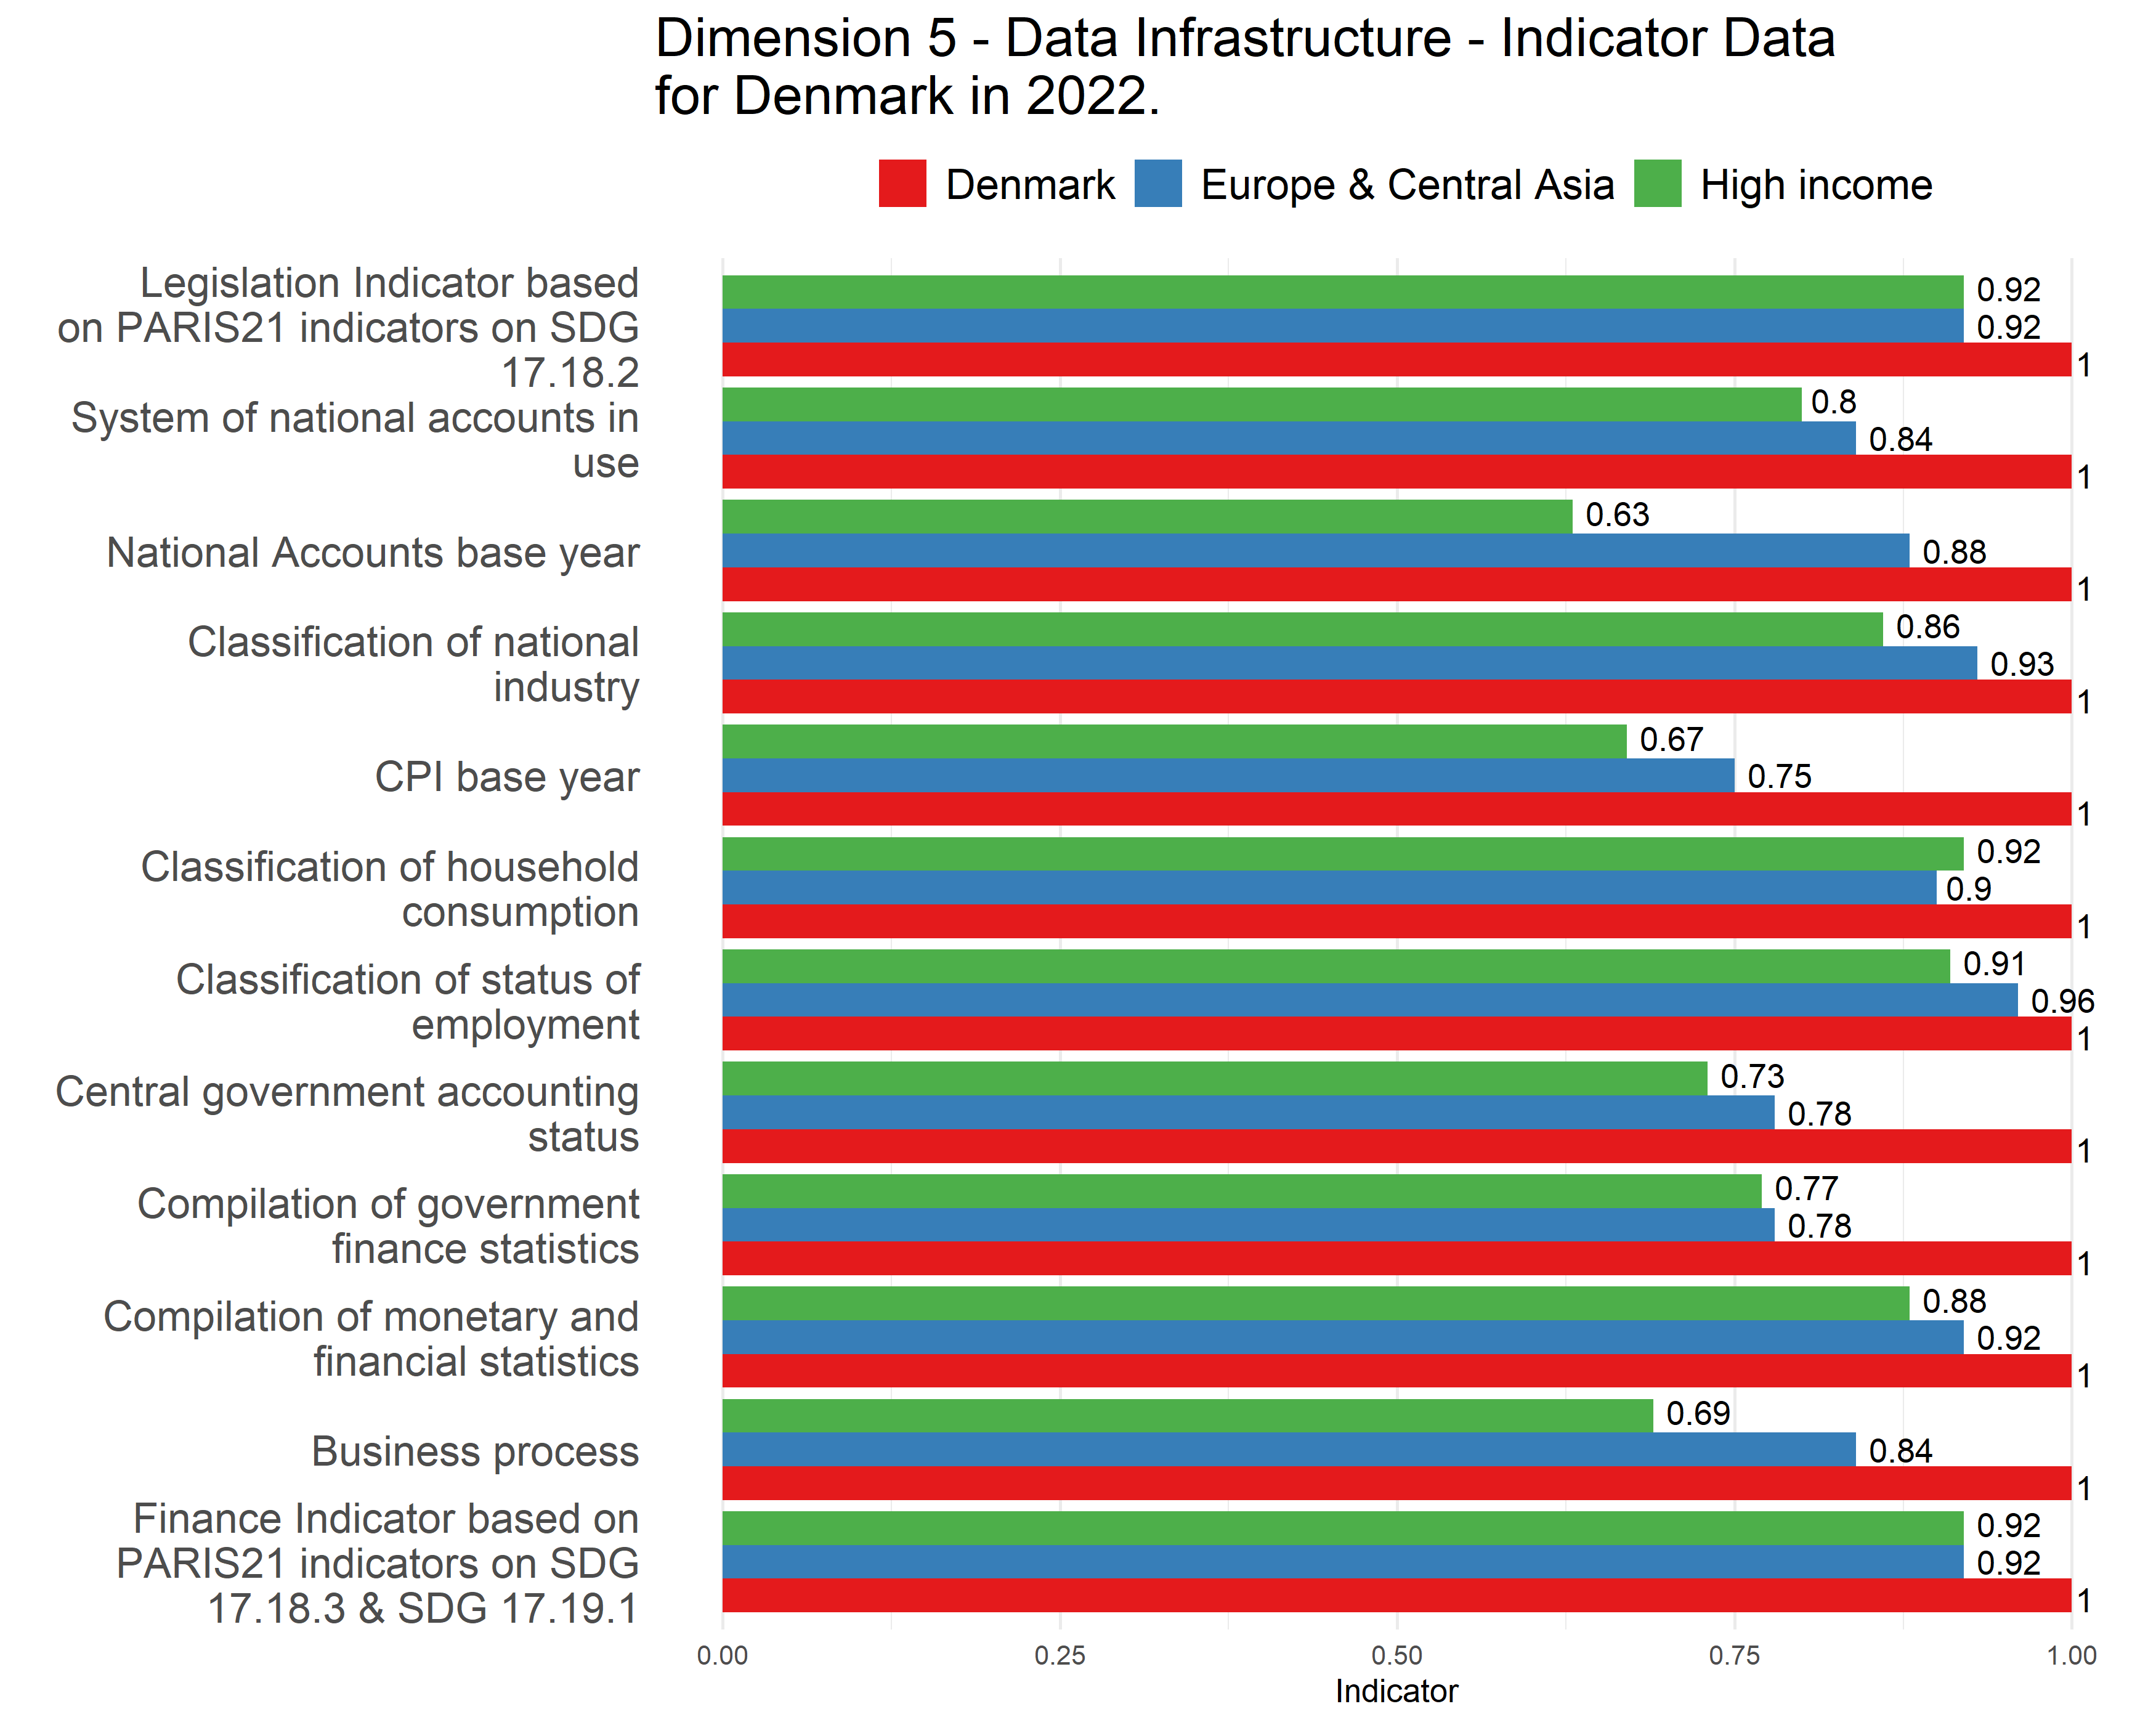 Dimension 5 - Data Infrastructure - Indicator Data
for Denmark in 2022.
Denmark
Europe & Central Asia
High income
Legislation Indicator based
on PARIS21 indicators on SDG
17.18.2
0.92
0.92
1
System of national accounts in
use
0.8
0.84
1
National Accounts base year
0.63
0.88
1
Classification of national
industry
0.86
0.93
1
CPI base year
0.67
0.75
1
Classification of household
consumption
0.92
0.9
1
Classification of status of
employment
0.91
0.96
1
Central government accounting
status
0.73
0.78
1
Compilation of government
finance statistics
0.77
0.78
1
Compilation of monetary and
financial statistics
0.88
0.92
1
Business process
0.69
0.84
1
Finance Indicator based on
PARIS21 indicators on SDG
17.18.3 & SDG 17.19.1
0.92
0.92
1
0.00
0.25
0.50
0.75
1.00
Indicator